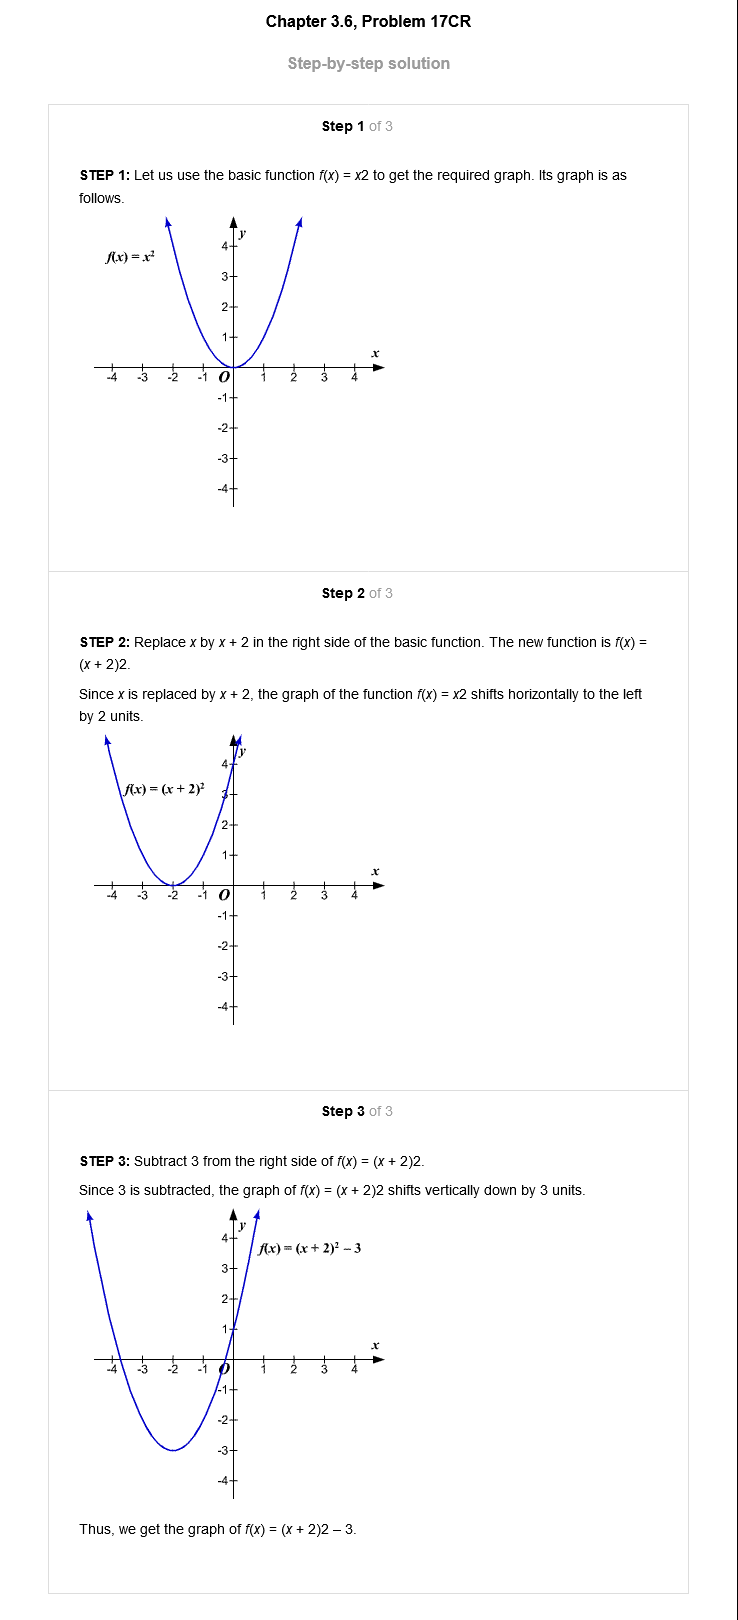 Chapter 3.6, Problem 17CR
Step-by-step solution
Step 1 of 3
STEP 1: Let us use the basic function f(x) = x2 to get the required graph. Its graph is as
follows.
y
4
f(x) = x²
3
2
1
x
-4 -3 -2 -1 O 1 2 3 4
-1
-2
-3
-4
Step 2 of 3
STEP 2: Replace x by x + 2 in the right side of the basic function. The new function is f(x) =
(x + 2)2.
Since x is replaced by x + 2, the graph of the function f(x) = x2 shifts horizontally to the left
by 2 units.
y
4
f(x) = (x + 2)²
3
2
1
x
-4 -3 -2 -1 O 1 2 3 4
-1
-2
-3
-4
Step 3 of 3
STEP 3: Subtract 3 from the right side of f(x) = (x + 2)2.
Since 3 is subtracted, the graph of f(x) = (x + 2)2 shifts vertically down by 3 units.
y
4
f(x) = (x + 2)² – 3
3
2
1
x
-4 -3 -2 -1 O 1 2 3 4
-1
-2
-3
-4
Thus, we get the graph of f(x) = (x + 2)2 – 3.